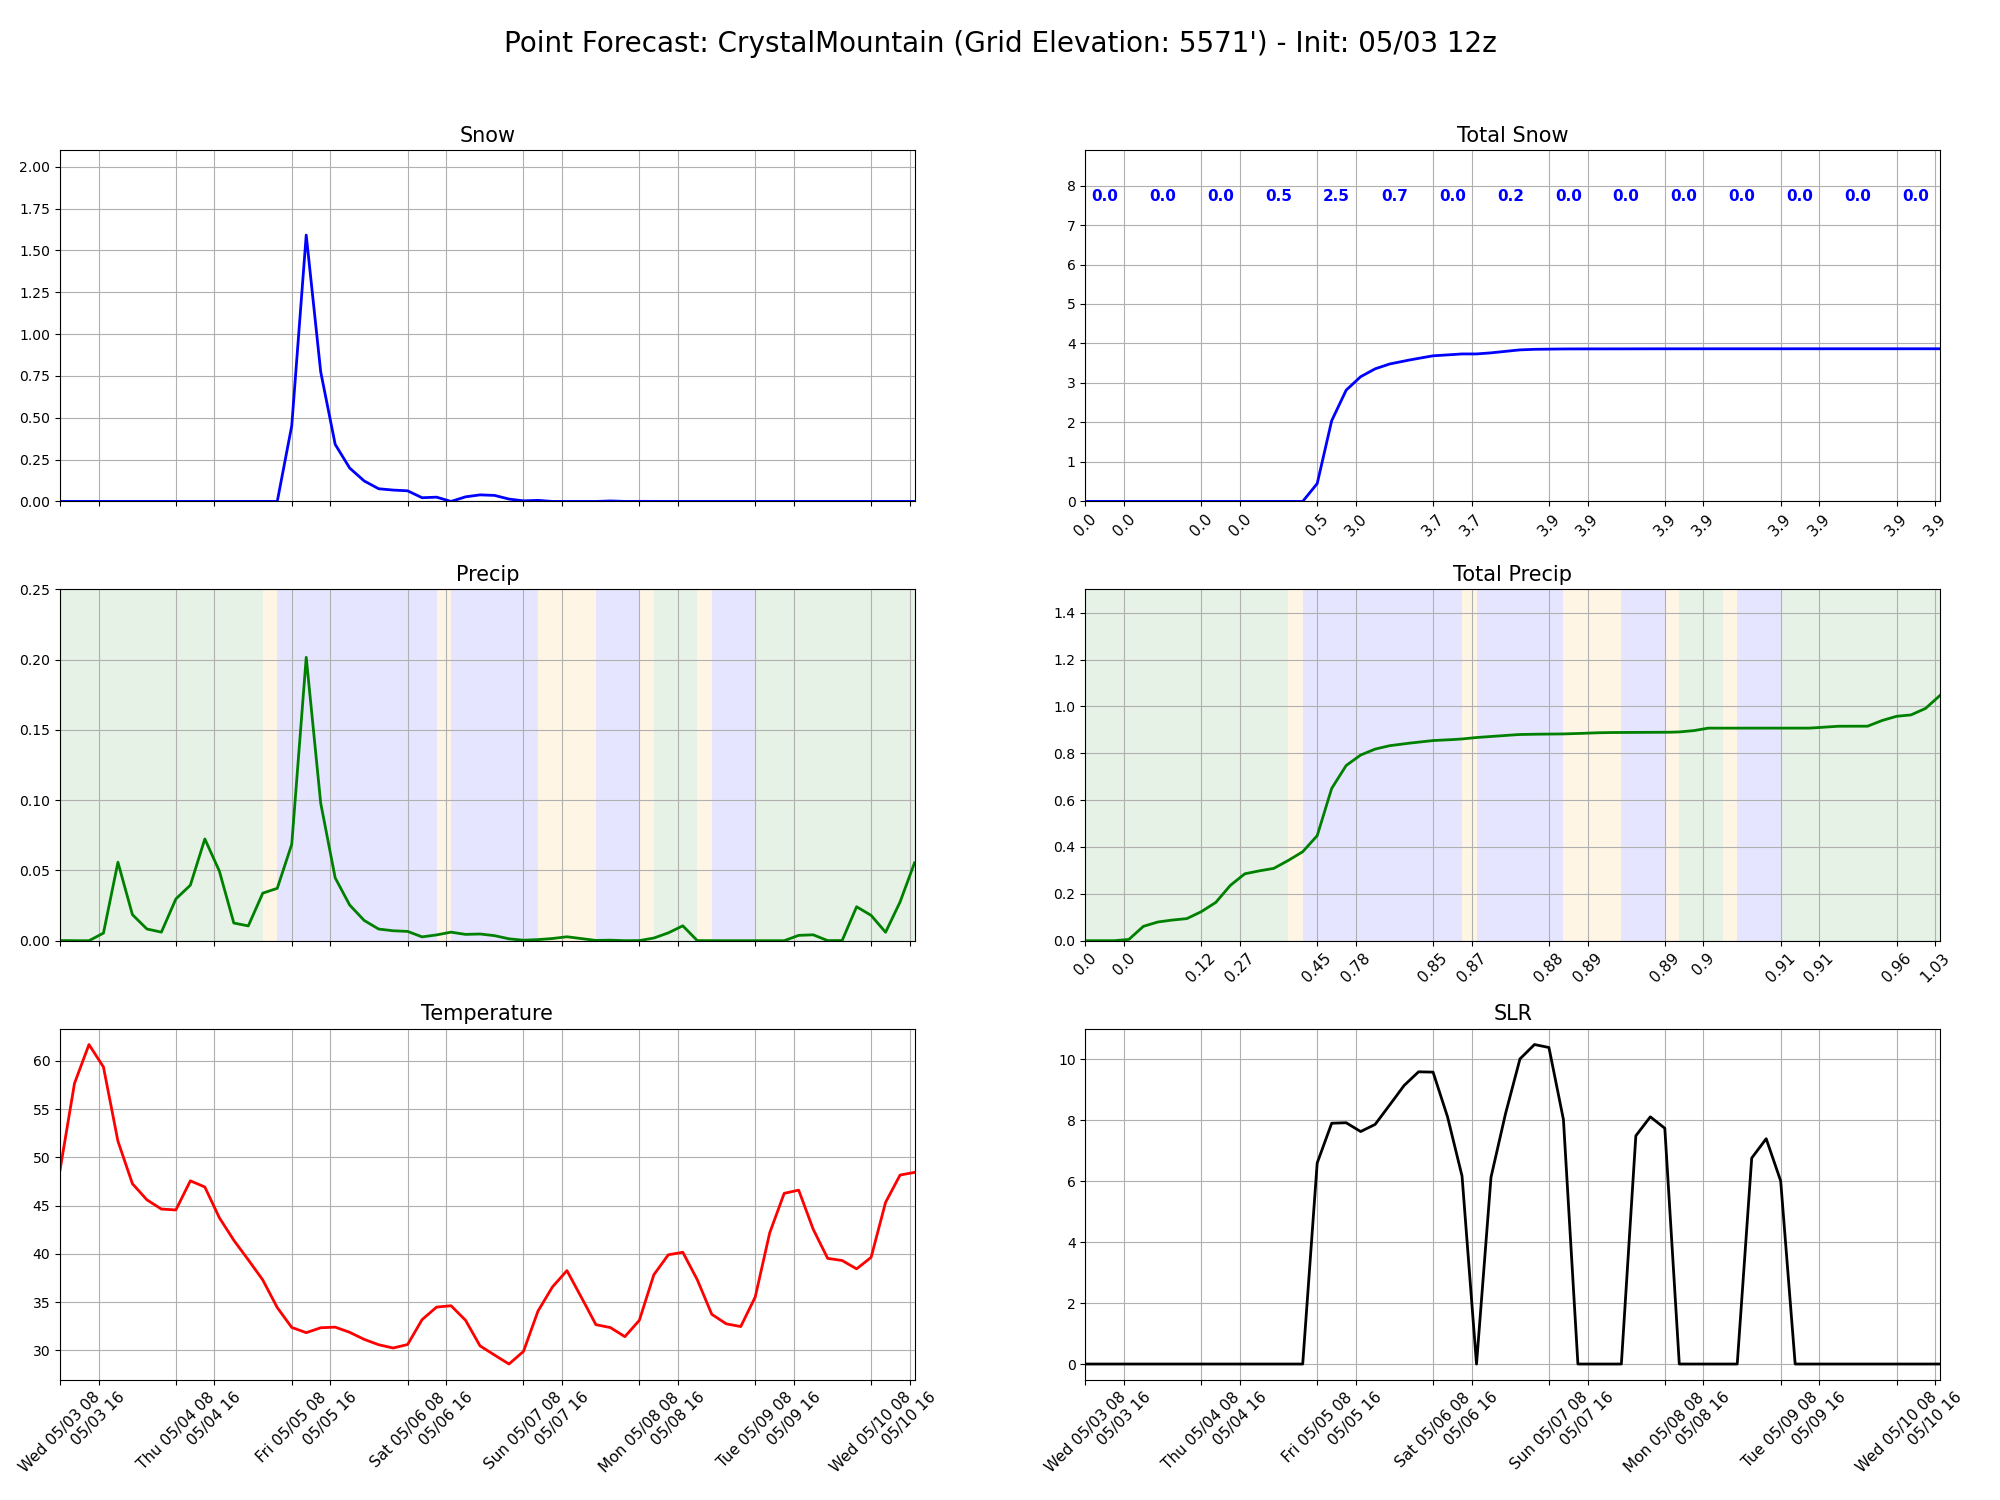 Point Forecast: CrystalMountain (Grid Elevation: 5571') - Init: 05/03 12z
Snow
2.00
1.75
1.50
1.25
1.00
0.75
0.50
0.25
0.00
Total Snow
8
7
6
5
4
3
2
1
0
0.0 0.0 0.0 0.5 2.5 0.7 0.0 0.2 0.0 0.0 0.0 0.0 0.0 0.0 0.0
0.0 0.0 0.0 0.0 0.5 3.0 3.7 3.7 3.9 3.9 3.9 3.9 3.9 3.9 3.9 3.9
Precip
0.25
0.20
0.15
0.10
0.05
0.00
Total Precip
1.4
1.2
1.0
0.8
0.6
0.4
0.2
0.0
0.0 0.0 0.12 0.27 0.45 0.78 0.85 0.87 0.88 0.89 0.89 0.9 0.91 0.91 0.96 1.03
Temperature
60
55
50
45
40
35
30
Wed 05/03 08
05/03 16
Thu 05/04 08
05/04 16
Fri 05/05 08
05/05 16
Sat 05/06 08
05/06 16
Sun 05/07 08
05/07 16
Mon 05/08 08
05/08 16
Tue 05/09 08
05/09 16
Wed 05/10 08
05/10 16
SLR
10
8
6
4
2
0
Wed 05/03 08
05/03 16
Thu 05/04 08
05/04 16
Fri 05/05 08
05/05 16
Sat 05/06 08
05/06 16
Sun 05/07 08
05/07 16
Mon 05/08 08
05/08 16
Tue 05/09 08
05/09 16
Wed 05/10 08
05/10 16